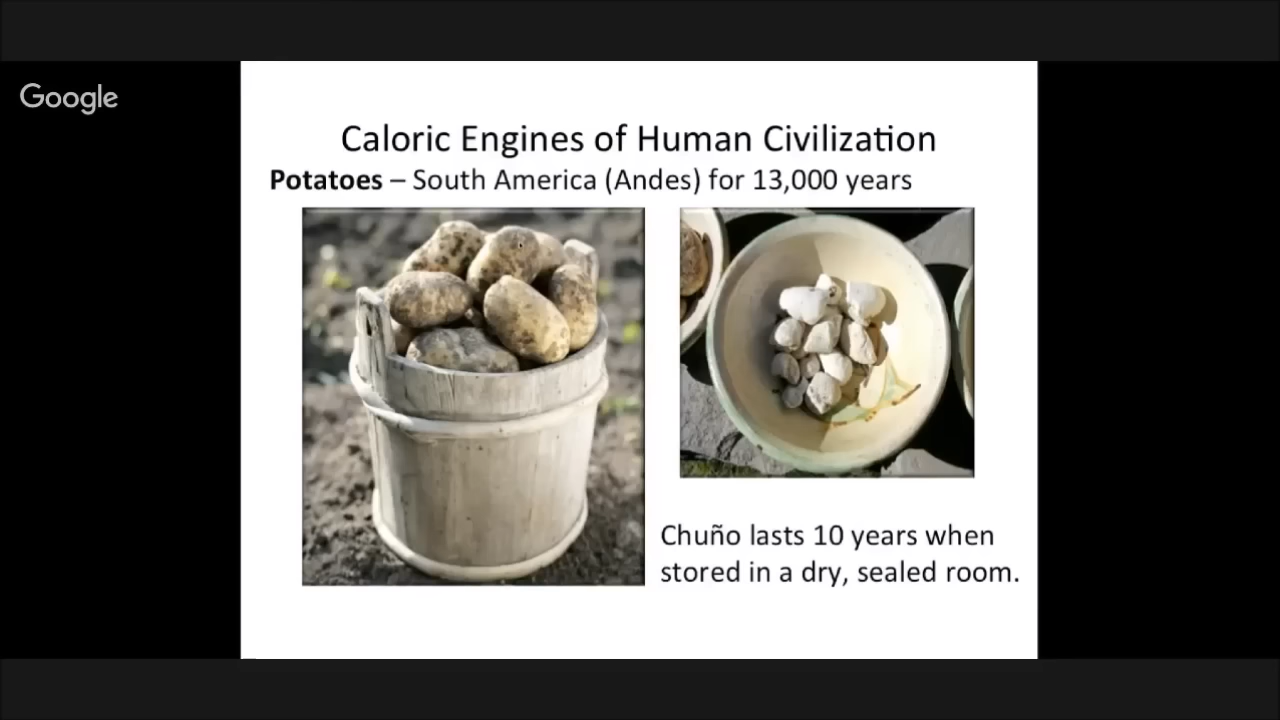 Google
Caloric Engines of Human Civilization
Potatoes – South America (Andes) for 13,000 years
Chuño lasts 10 years when
stored in a dry, sealed room.